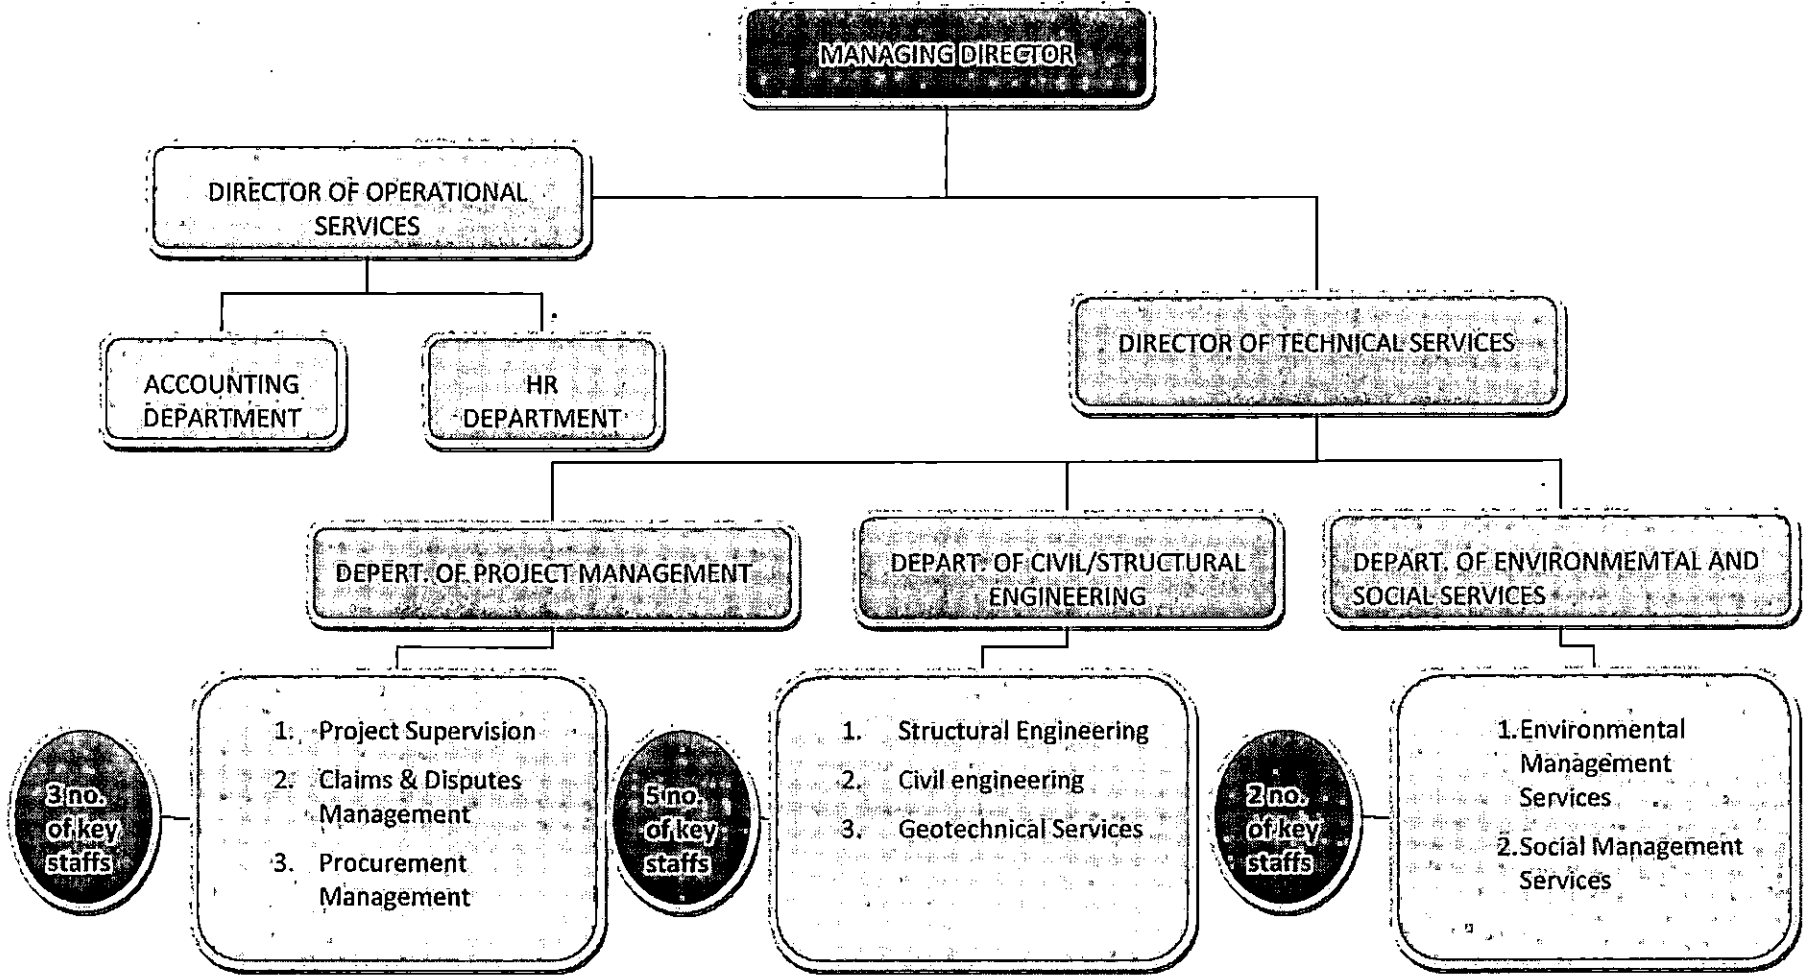 MANAGING DIRECTOR
DIRECTOR OF OPERATIONAL
SERVICES
ACCOUNTING
DEPARTMENT
HR
DEPARTMENT
DIRECTOR OF TECHNICAL SERVICES
DEPERT. OF PROJECT MANAGEMENT
DEPART. OF CIVIL/STRUCTURAL
ENGINEERING
DEPART. OF ENVIRONMEMTAL AND
SOCIAL SERVICES
3 no.
of key
staffs
1. Project Supervision
2. Claims & Disputes
Management
3. Procurement
Management
5 no.
of key
staffs
1. Structural Engineering
2. Civil engineering
3. Geotechnical Services
2 no.
of key
staffs
1. Environmental
Management
Services
2. Social Management
Services